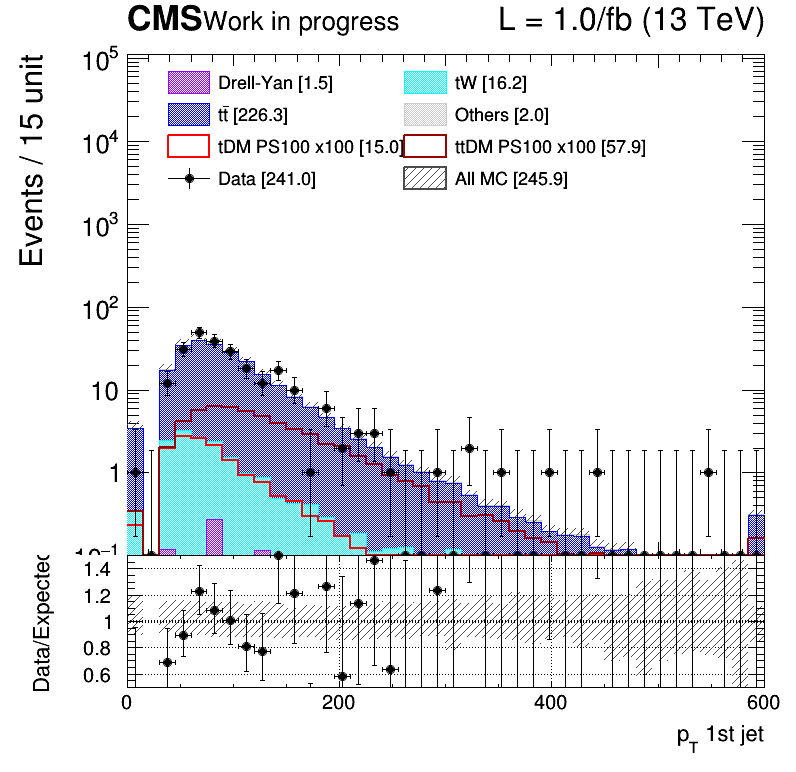 CMS Work in progress L = 1.0/fb (13 TeV)
Events / 15 unit
10^5
10^4
10^3
10^2
10
1
10^-1
Drell-Yan [1.5] tW [16.2]
tt̄ [226.3] Others [2.0]
tDM PS100 x100 [15.0] ttDM PS100 x100 [57.9]
Data [241.0] All MC [245.9]
Data/Expected
1.4
1.2
1
0.8
0.6
0 200 400 600
p_T 1st jet